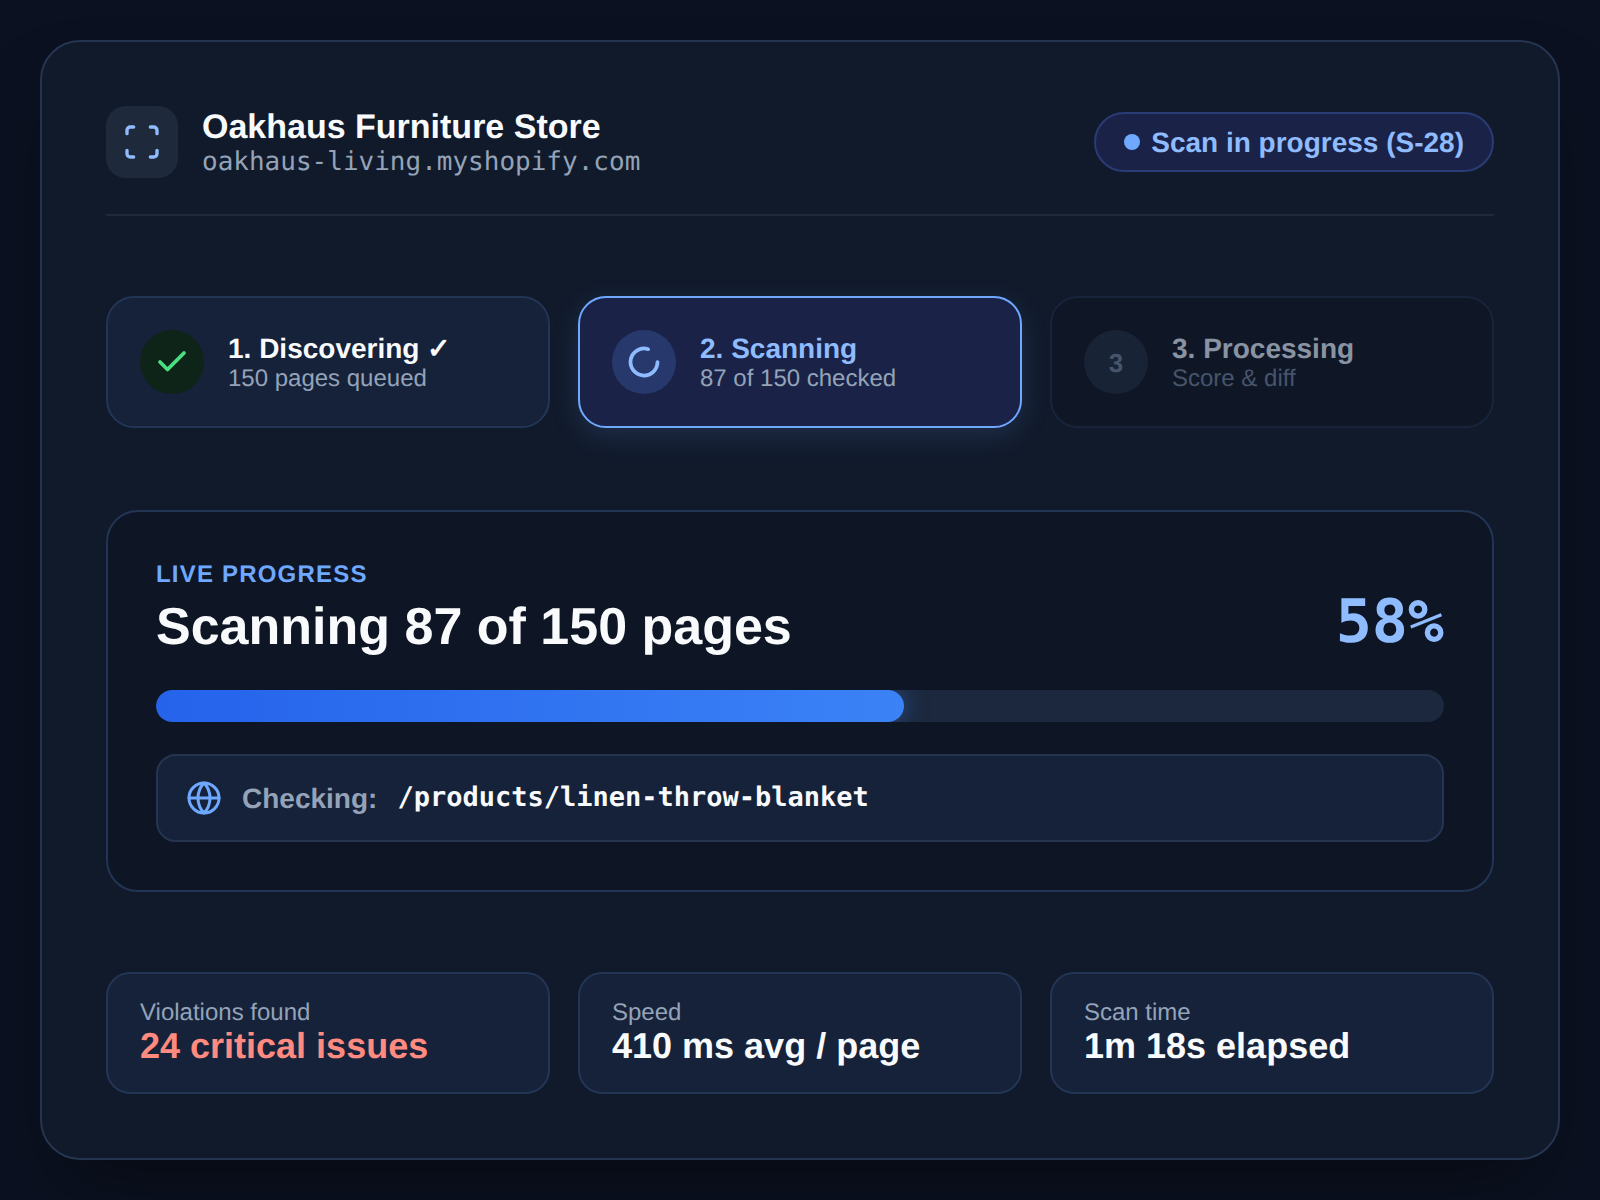 Oakhaus Furniture Store
oakhaus-living.myshopify.com
Scan in progress (S-28)
1. Discovering ✓
150 pages queued
2. Scanning
87 of 150 checked
3
3. Processing
Score & diff
LIVE PROGRESS
Scanning 87 of 150 pages
58%
Checking: /products/linen-throw-blanket
Violations found
24 critical issues
Speed
410 ms avg / page
Scan time
1m 18s elapsed